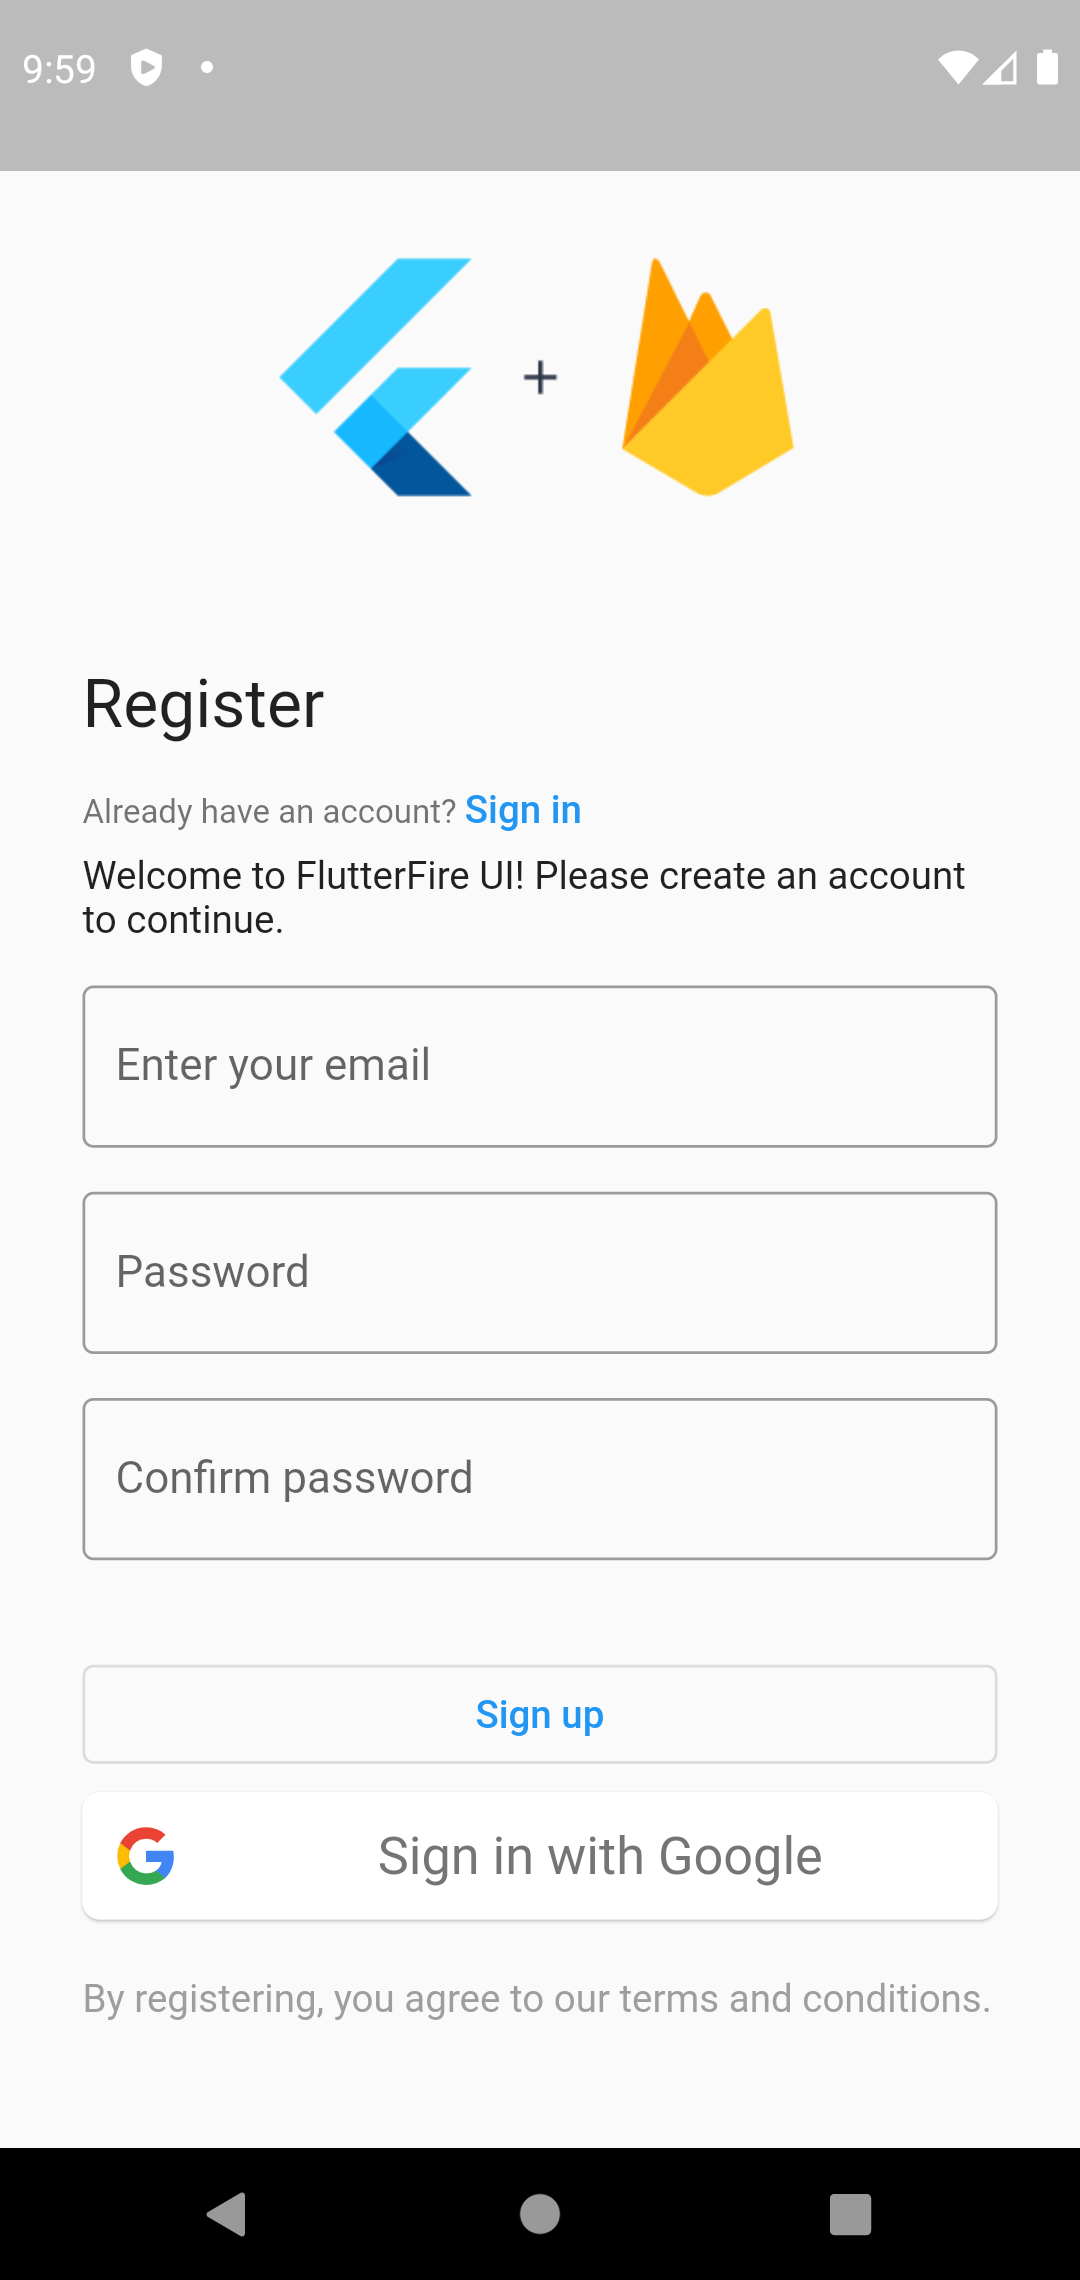 9:59
Register
Already have an account? Sign in
Welcome to FlutterFire UI! Please create an account
to continue.
Enter your email
Password
Confirm password
Sign up
Sign in with Google
By registering, you agree to our terms and conditions.